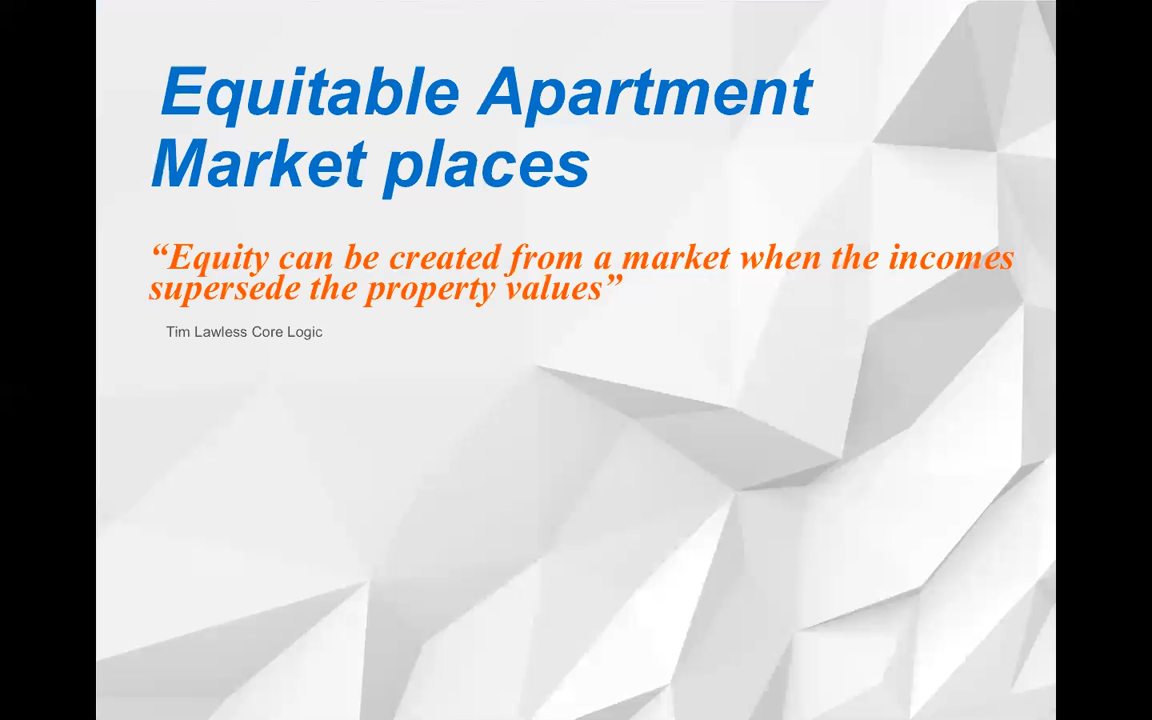 Equitable Apartment
Market places
“Equity can be created from a market when the incomes
supersede the property values”
Tim Lawless Core Logic